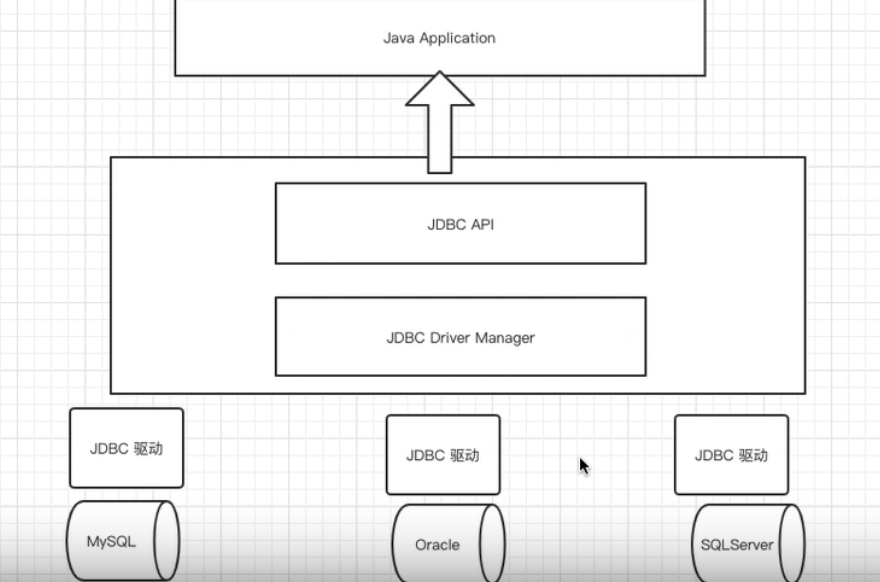 Java Application
JDBC API
JDBC Driver Manager
JDBC 驱动
JDBC 驱动
JDBC 驱动
MySQL
Oracle
SQLServer